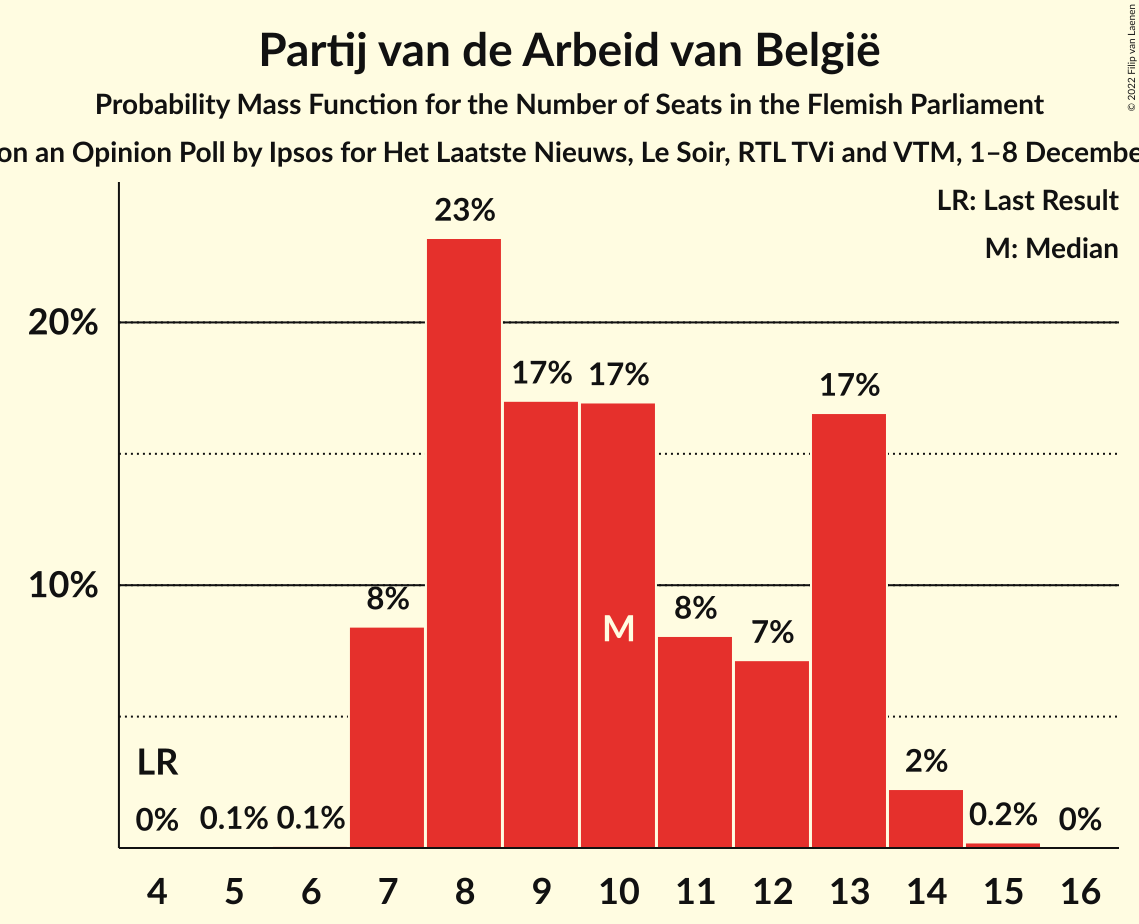 © 2022 Filip van Laenen
Partij van de Arbeid van België
Probability Mass Function for the Number of Seats in the Flemish Parliament
on an Opinion Poll by Ipsos for Het Laatste Nieuws, Le Soir, RTL TVi and VTM, 1–8 Decembe
LR: Last Result
M: Median
23%
20%
17% 17% 17%
10%
8% 8% 7%
M
LR
2%
0% 0.1% 0.1% 0.2% 0%
4 5 6 7 8 9 10 11 12 13 14 15 16